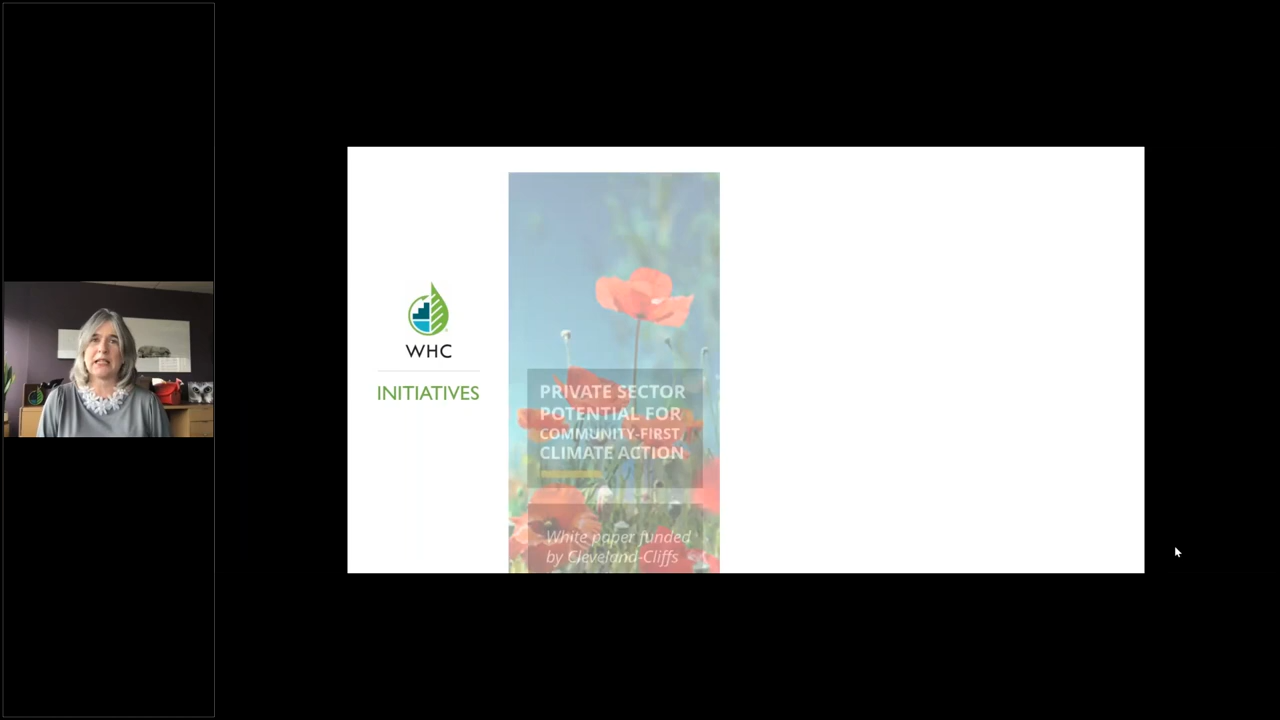 WHC
INITIATIVES
PRIVATE SECTOR
POTENTIAL FOR
COMMUNITY-FIRST
CLIMATE ACTION
White paper funded
by Cleveland-Cliffs